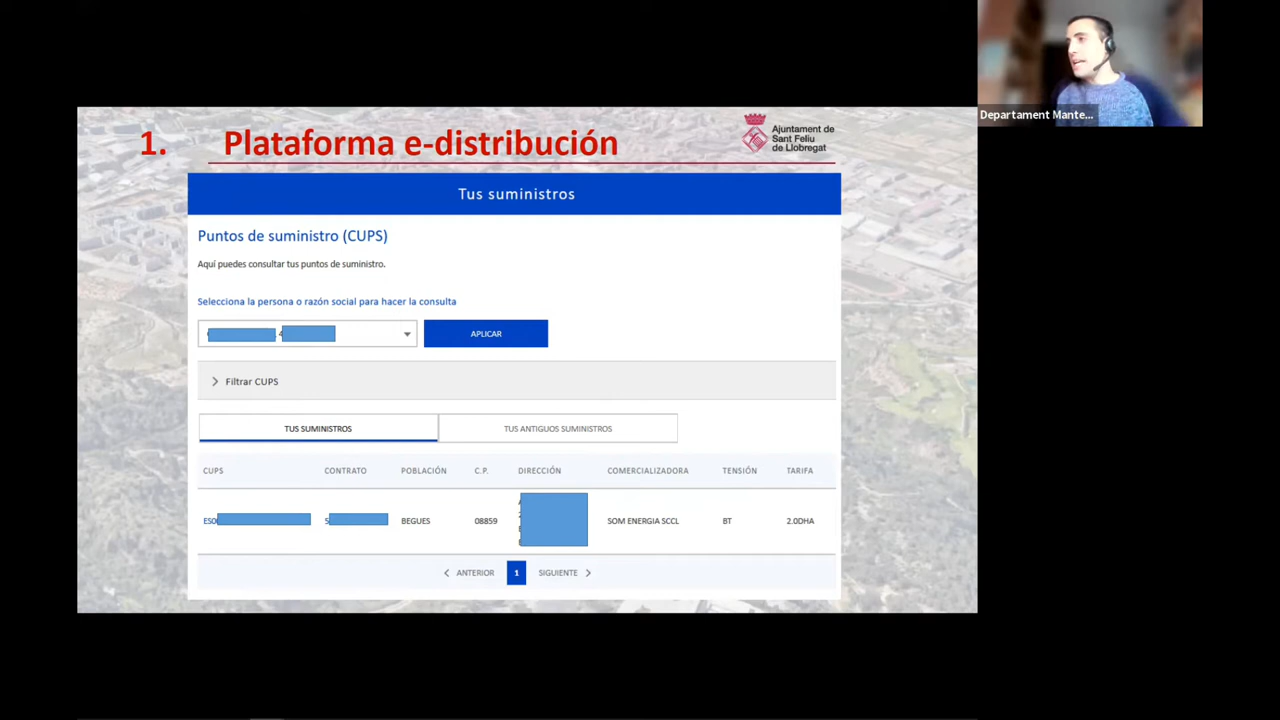 Departament Mante...
1. Plataforma e-distribución
Ajuntament de
Sant Feliu
de Llobregat
Tus suministros
Puntos de suministro (CUPS)
Aquí puedes consultar tus puntos de suministro.
Selecciona la persona o razón social para hacer la consulta
APLICAR
Filtrar CUPS
TUS SUMINISTROS TUS ANTIGUOS SUMINISTROS
CUPS CONTRATO POBLACIÓN C.P. DIRECCIÓN COMERCIALIZADORA TENSIÓN TARIFA
BEGUES 08859 SOM ENERGIA SCCL BT 2.0DHA
ANTERIOR 1 SIGUIENTE